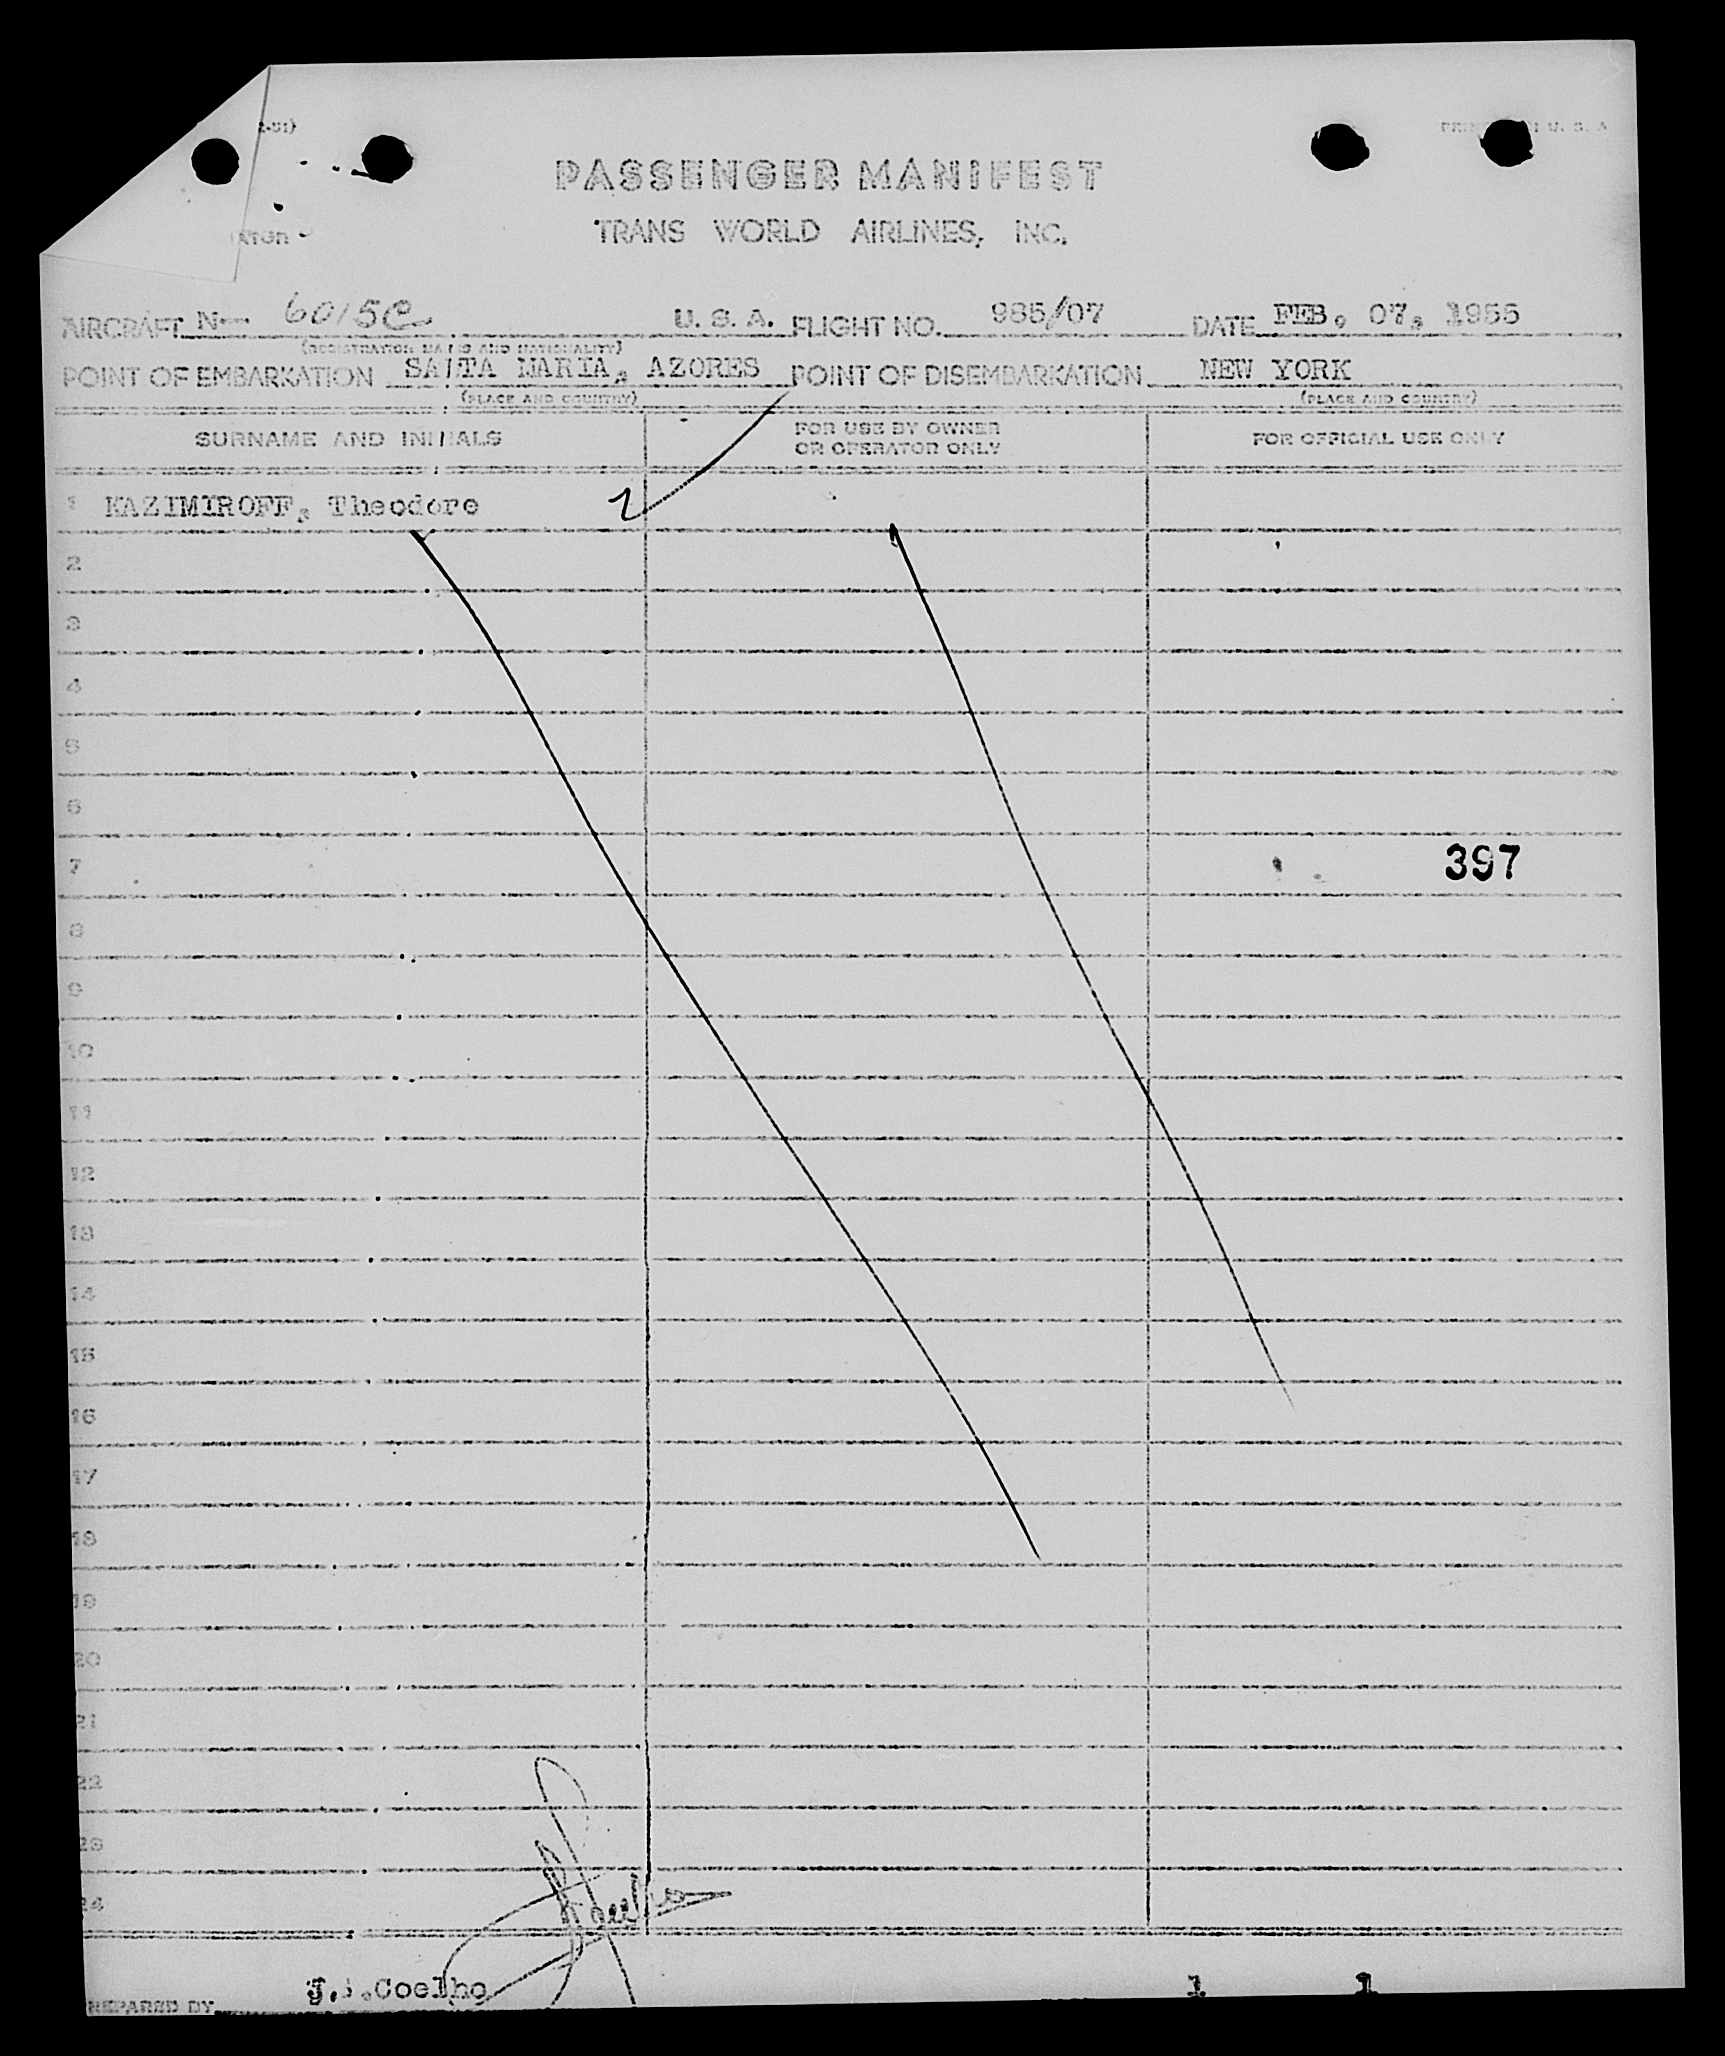 2-51)
PRINTED IN U. S. A
PASSENGER MANIFEST
TRANS WORLD AIRLINES, INC.
AIRCRAFT N— 6015C U. S. A. FLIGHT NO. 985/07 DATE FEB. 07, 1955
(REGISTRATION MARKS AND NATIONALITY)
POINT OF EMBARKATION SANTA MARIA, AZORES POINT OF DISEMBARKATION NEW YORK
(PLACE AND COUNTRY) (PLACE AND COUNTRY)
SURNAME AND INITIALS FOR USE BY OWNER OR OPERATOR ONLY FOR OFFICIAL USE ONLY
1 KAZIMIROFF, Theodore
2
3
4
5
6
7 397
8
9
10
11
12
13
14
15
16
17
18
19
20
21
22
23
24
J. .Coelho 1 1
PREPARED BY